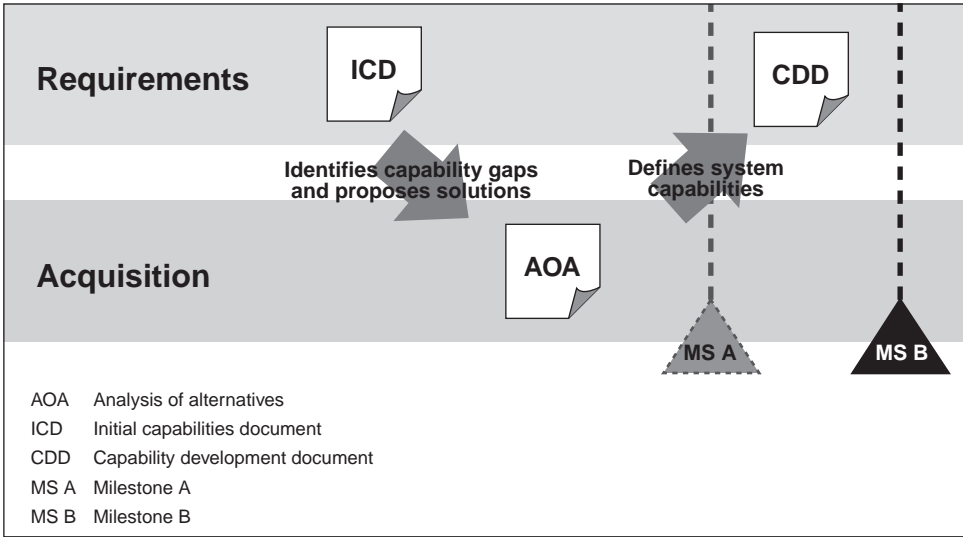 Requirements
ICD
CDD
Identifies capability gaps
and proposes solutions
Defines system
capabilities
Acquisition
AOA
MS A
MS B
AOA Analysis of alternatives
ICD Initial capabilities document
CDD Capability development document
MS A Milestone A
MS B Milestone B